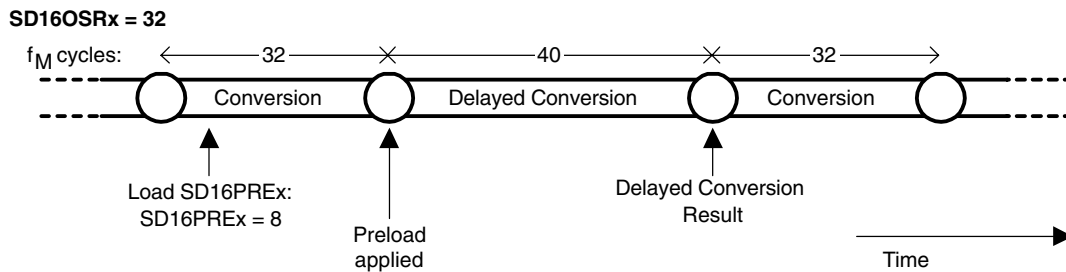 SD16OSRx = 32
f_M cycles: 32 40 32
Conversion Delayed Conversion Conversion
Load SD16PREx:
SD16PREx = 8
Preload
applied
Delayed Conversion
Result
Time